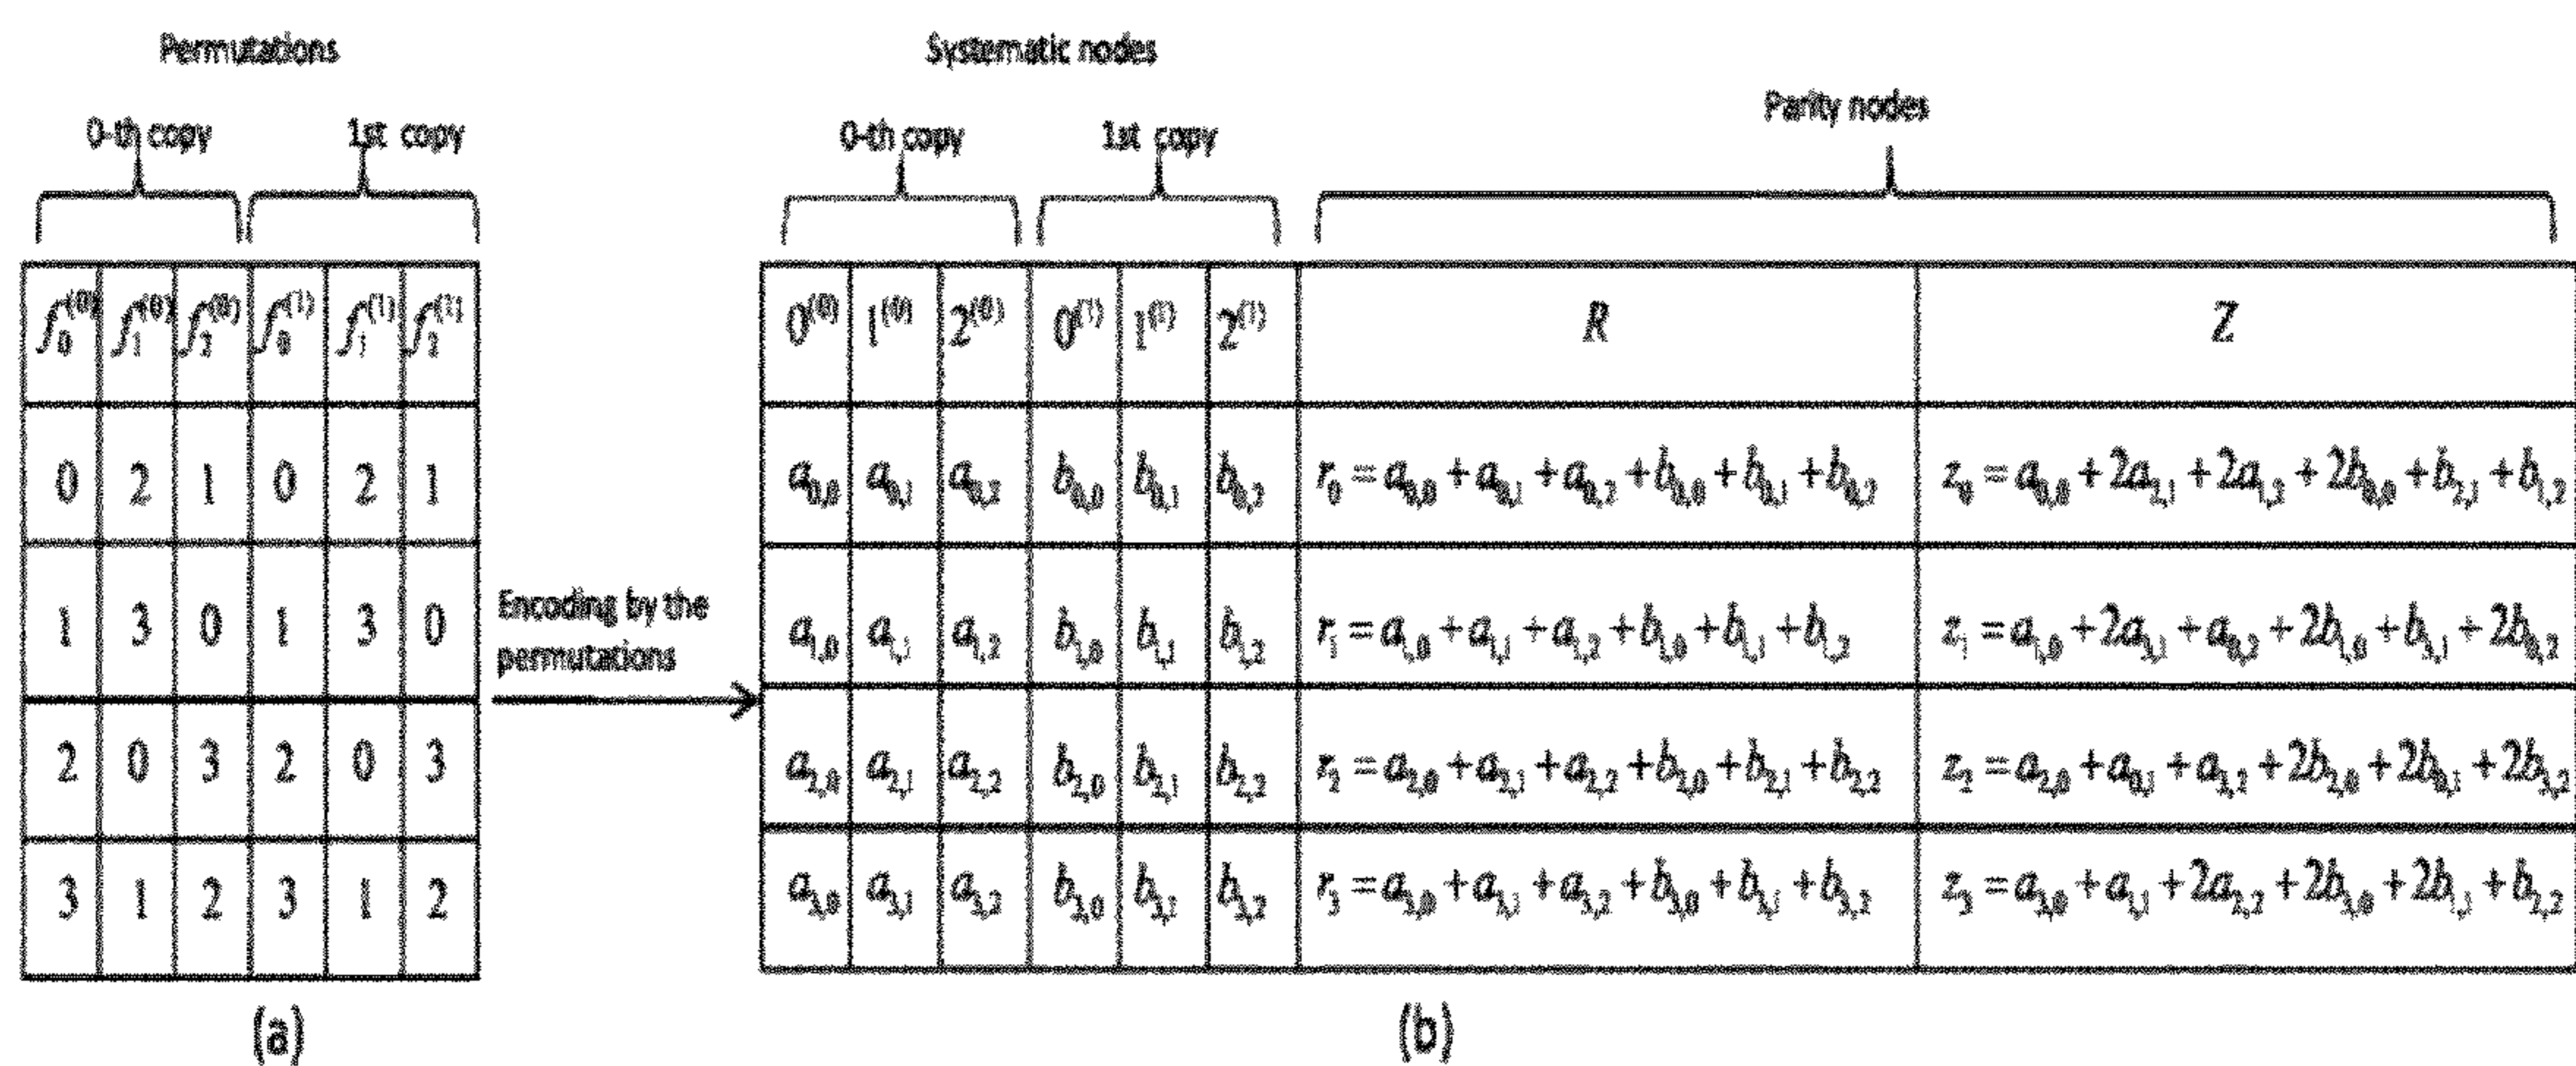 Permutations
Systematic nodes
Parity nodes
0-th copy 1st copy
0-th copy 1st copy
f_0^(0) f_1^(0) f_2^(0) f_0^(1) f_1^(1) f_2^(1)
0 2 1 0 2 1
1 3 0 1 3 0
2 0 3 2 0 3
3 1 2 3 1 2
(a)
Encoding by the
permutations
0^(0) 1^(0) 2^(0) 0^(1) 1^(1) 2^(1) R Z
a_0,0 a_0,1 a_0,2 b_0,0 b_0,1 b_0,2 r_0 = a_0,0 + a_0,1 + a_0,2 + b_0,0 + b_0,1 + b_0,2 z_0 = a_0,0 + 2a_2,1 + 2a_1,2 + 2b_0,0 + b_2,1 + b_1,2
a_1,0 a_1,1 a_1,2 b_1,0 b_1,1 b_1,2 r_1 = a_1,0 + a_1,1 + a_1,2 + b_1,0 + b_1,1 + b_1,2 z_1 = a_1,0 + 2a_3,1 + a_0,2 + 2b_1,0 + b_3,1 + 2b_0,2
a_2,0 a_2,1 a_2,2 b_2,0 b_2,1 b_2,2 r_2 = a_2,0 + a_2,1 + a_2,2 + b_2,0 + b_2,1 + b_2,2 z_2 = a_2,0 + a_0,1 + a_3,2 + 2b_2,0 + 2b_0,1 + 2b_3,2
a_3,0 a_3,1 a_3,2 b_3,0 b_3,1 b_3,2 r_3 = a_3,0 + a_3,1 + a_3,2 + b_3,0 + b_3,1 + b_3,2 z_3 = a_3,0 + a_1,1 + 2a_2,2 + 2b_3,0 + 2b_1,1 + b_2,2
(b)